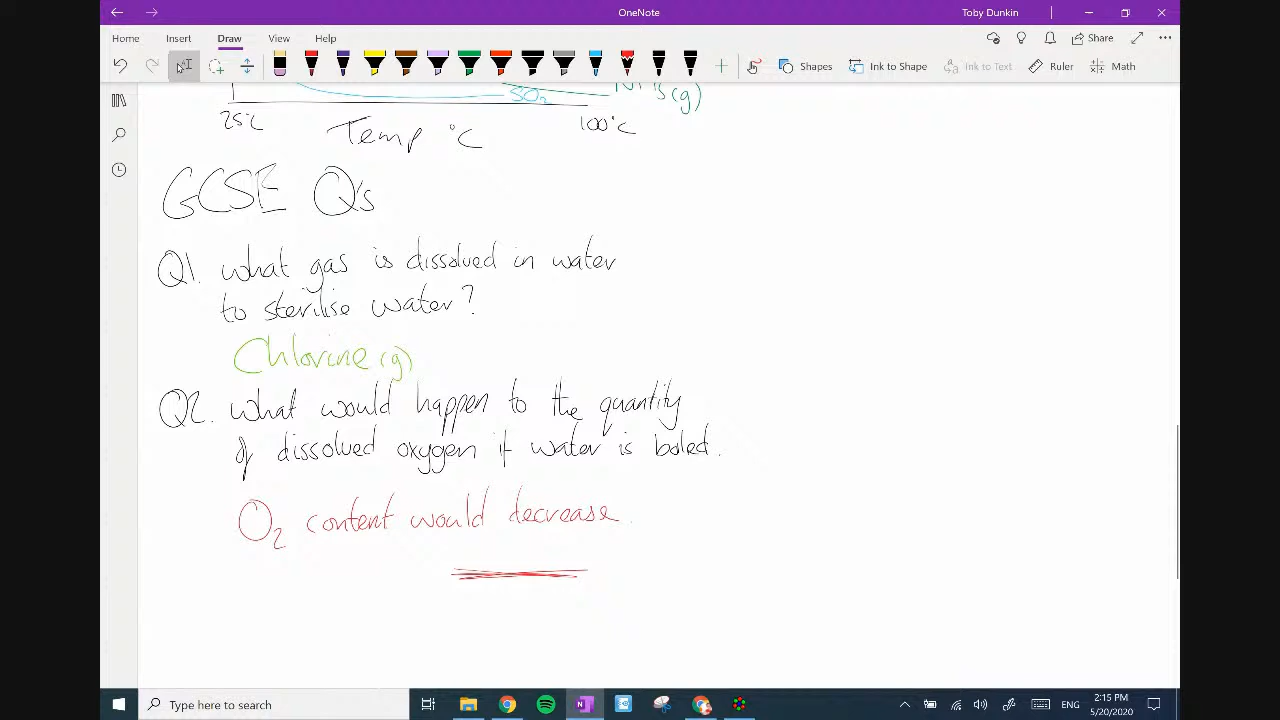 OneNote
Toby Dunkin
Home Insert Draw View Help
Share
Shapes Ink to Shape Ink to Text Ruler Math
SO2 NH3(g)
25°C 100°C
Temp °C
GCSE Q's
Q1. what gas is dissolved in water
to sterilise water?
Chlorine (g)
Q2. what would happen to the quantity
of dissolved oxygen if water is boiled.
O2 content would decrease.
Type here to search
ENG
2:15 PM
5/20/2020